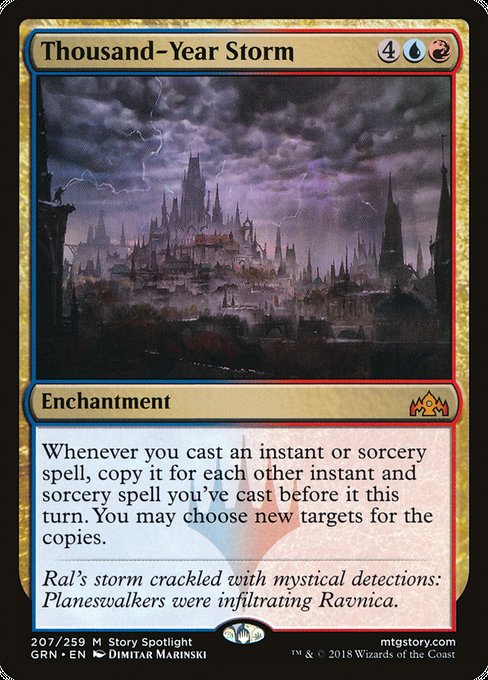 Thousand-Year Storm 4
Enchantment
Whenever you cast an instant or sorcery
spell, copy it for each other instant and
sorcery spell you've cast before it this
turn. You may choose new targets for the
copies.
Ral's storm crackled with mystical detections:
Planeswalkers were infiltrating Ravnica.
207/259 M Story Spotlight mtgstory.com
GRN • EN Dimitar Marinski ™ & © 2018 Wizards of the Coast